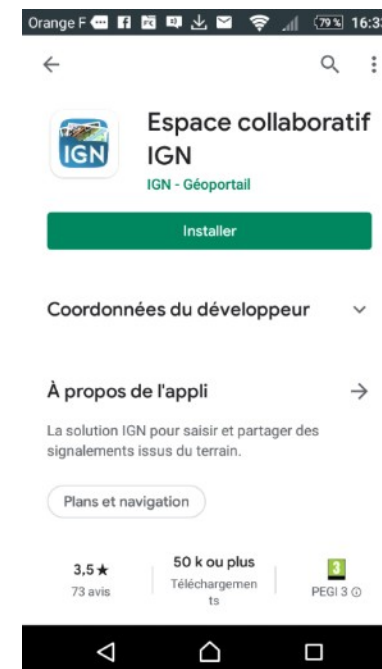 Orange F 79% 16:33
Espace collaboratif
IGN
IGN
IGN - Géoportail
Installer
Coordonnées du développeur
À propos de l'appli
La solution IGN pour saisir et partager des
signalements issus du terrain.
Plans et navigation
3,5★
73 avis
50 k ou plus
Téléchargemen
ts
3
PEGI 3